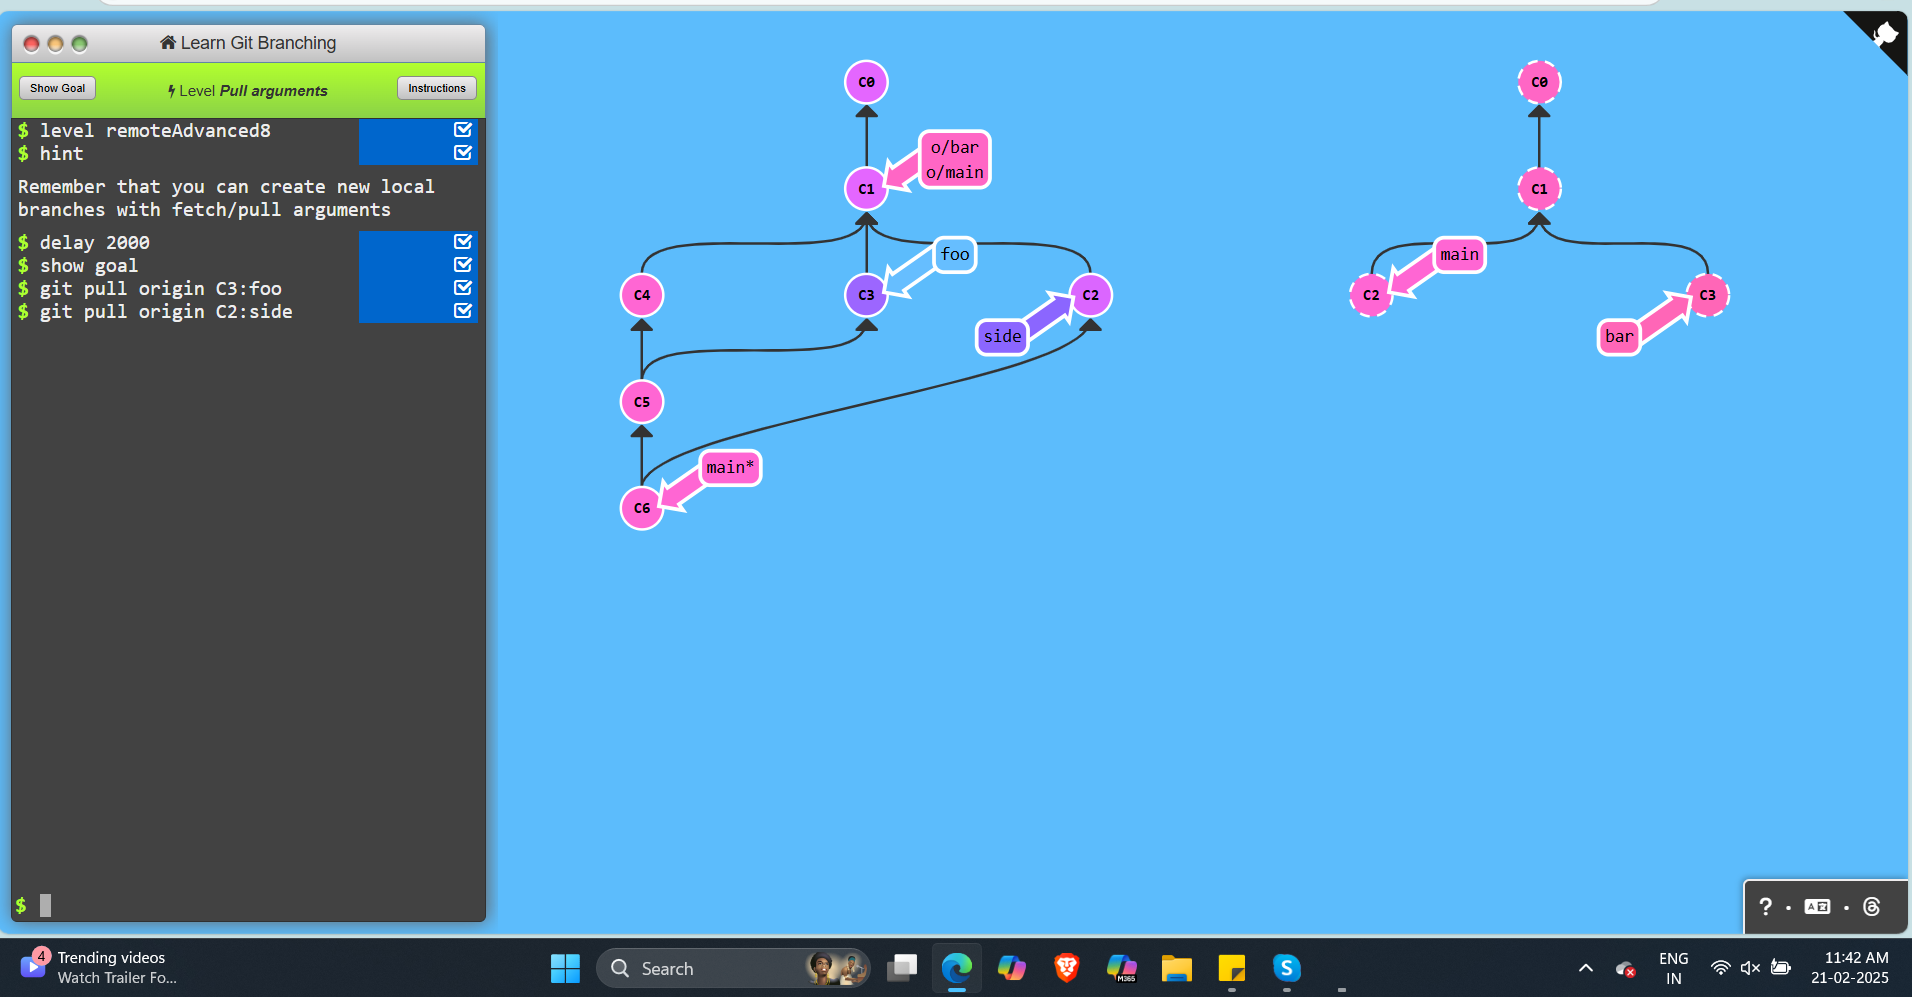 Learn Git Branching
Show Goal
Level Pull arguments
Instructions
$ level remoteAdvanced8
$ hint
Remember that you can create new local
branches with fetch/pull arguments
$ delay 2000
$ show goal
$ git pull origin C3:foo
$ git pull origin C2:side
$
C0
o/bar
o/main
C1
foo
C4
C3
C2
side
C5
main*
C6
C0
C1
main
C2
C3
bar
?
4
Trending videos
Watch Trailer Fo...
Search
M365
S
ENG
IN
11:42 AM
21-02-2025